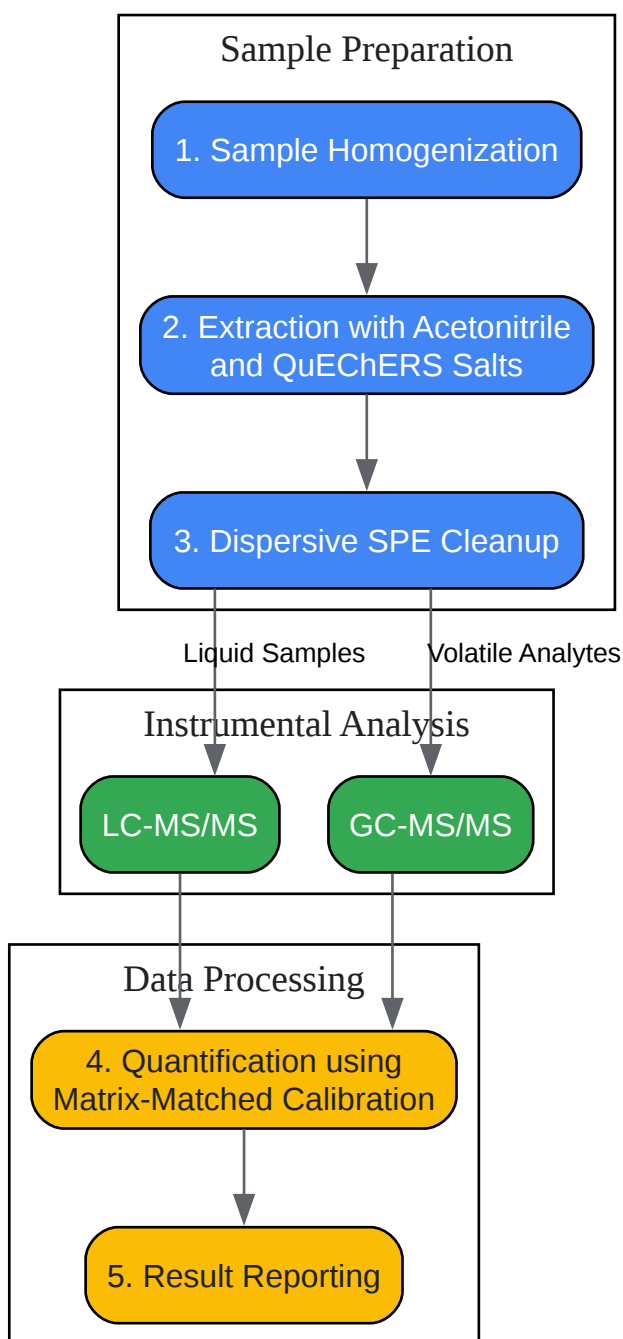 Sample Preparation
1. Sample Homogenization
2. Extraction with Acetonitrile
and QuEChERS Salts
3. Dispersive SPE Cleanup
Liquid Samples
Volatile Analytes
Instrumental Analysis
LC-MS/MS
GC-MS/MS
Data Processing
4. Quantification using
Matrix-Matched Calibration
5. Result Reporting